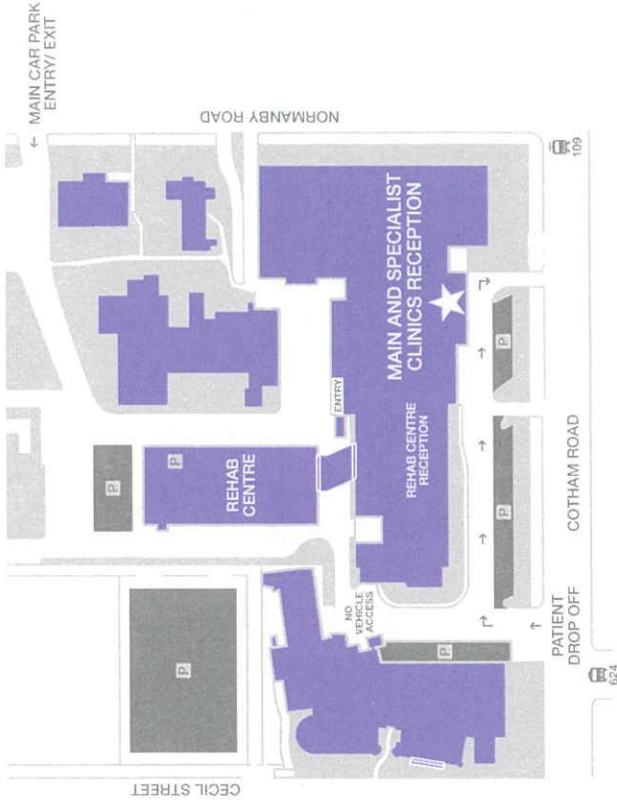 ← MAIN CAR PARK
ENTRY/ EXIT
NORMANBY ROAD
MAIN AND SPECIALIST
CLINICS RECEPTION
ENTRY
P
P
REHAB
CENTRE
REHAB CENTRE
RECEPTION
P
P
109
NO
VEHICLE
ACCESS
P
P
COTHAM ROAD
PATIENT
DROP OFF
624
CECIL STREET